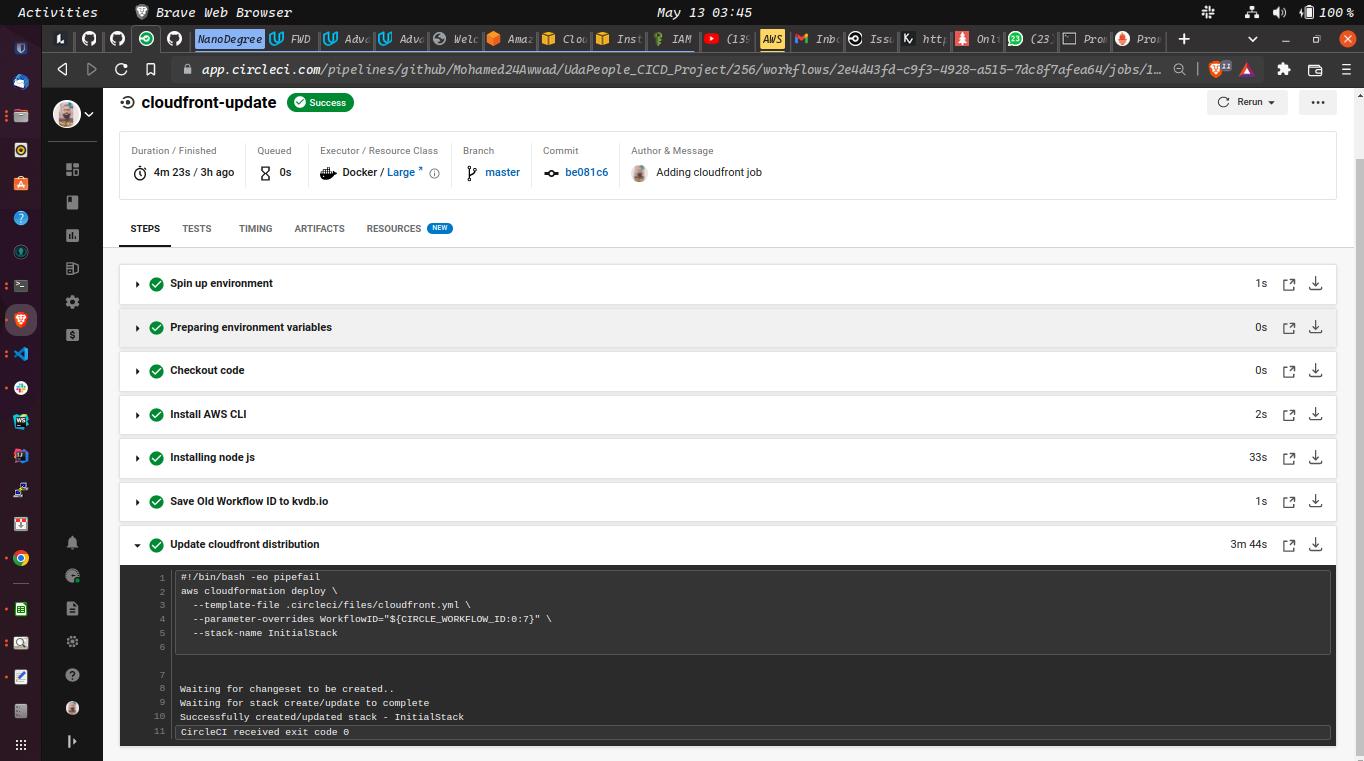 Activities
Brave Web Browser
May 13 03:45
100 %
NanoDegree
FWD
Adva
Adva
Welc
Amaz
Clou
Inst
IAM
(139
AWS
Inbo
Issu
http
Onli
(23)
Pro
Pro
app.circleci.com/pipelines/github/Mohamed24Awwad/UdaPeople_CICD_Project/256/workflows/2e4d43fd-c9f3-4928-a515-7dc8f7afea64/jobs/1...
cloudfront-update
Success
Rerun
Duration / Finished
Queued
Executor / Resource Class
Branch
Commit
Author & Message
4m 23s / 3h ago
0s
Docker / Large
master
be081c6
Adding cloudfront job
STEPS
TESTS
TIMING
ARTIFACTS
RESOURCES
NEW
Spin up environment
1s
Preparing environment variables
0s
Checkout code
0s
Install AWS CLI
2s
Installing node js
33s
Save Old Workflow ID to kvdb.io
1s
Update cloudfront distribution
3m 44s
1 #!/bin/bash -eo pipefail
2 aws cloudformation deploy \
3 --template-file .circleci/files/cloudfront.yml \
4 --parameter-overrides WorkflowID="${CIRCLE_WORKFLOW_ID:0:7}" \
5 --stack-name InitialStack
6
7
8 Waiting for changeset to be created..
9 Waiting for stack create/update to complete
10 Successfully created/updated stack - InitialStack
11 CircleCI received exit code 0